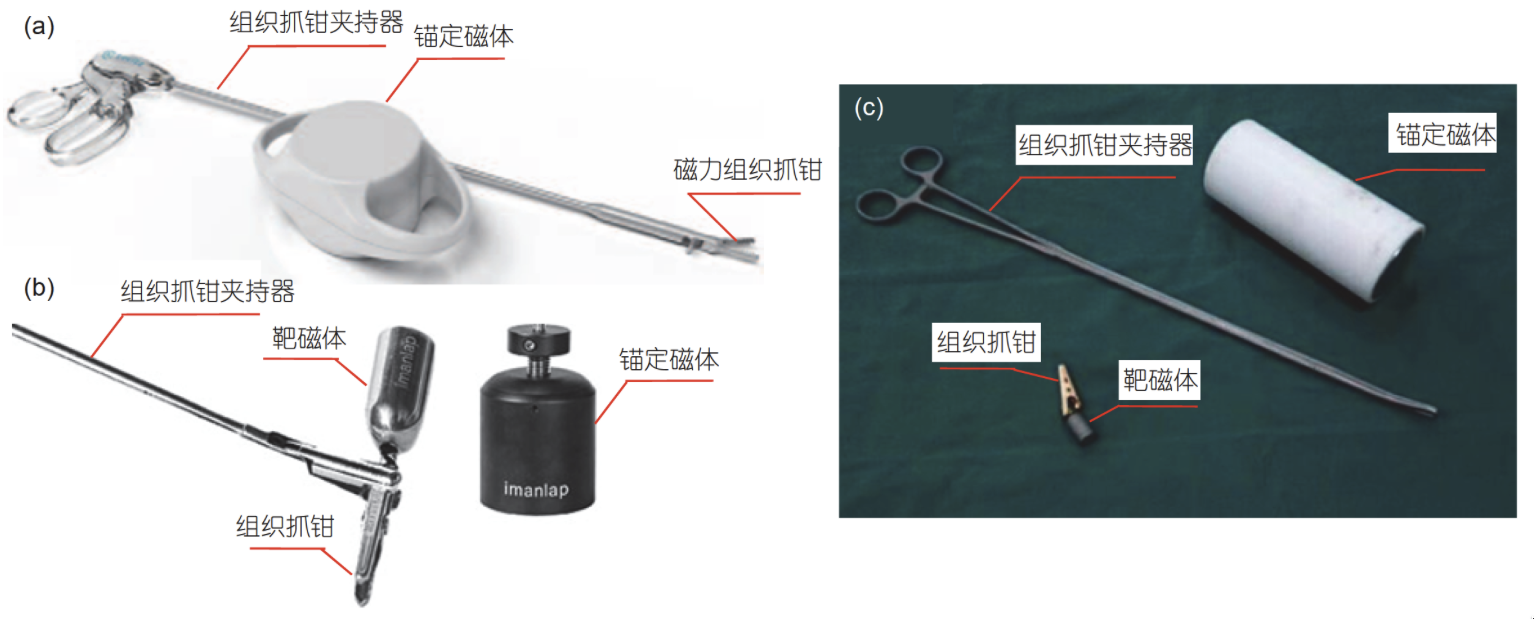 (a)
组织抓钳夹持器
锚定磁体
磁力组织抓钳
(b)
组织抓钳夹持器
靶磁体
imanlap
锚定磁体
imanlap
组织抓钳
(c)
组织抓钳夹持器
锚定磁体
组织抓钳
靶磁体